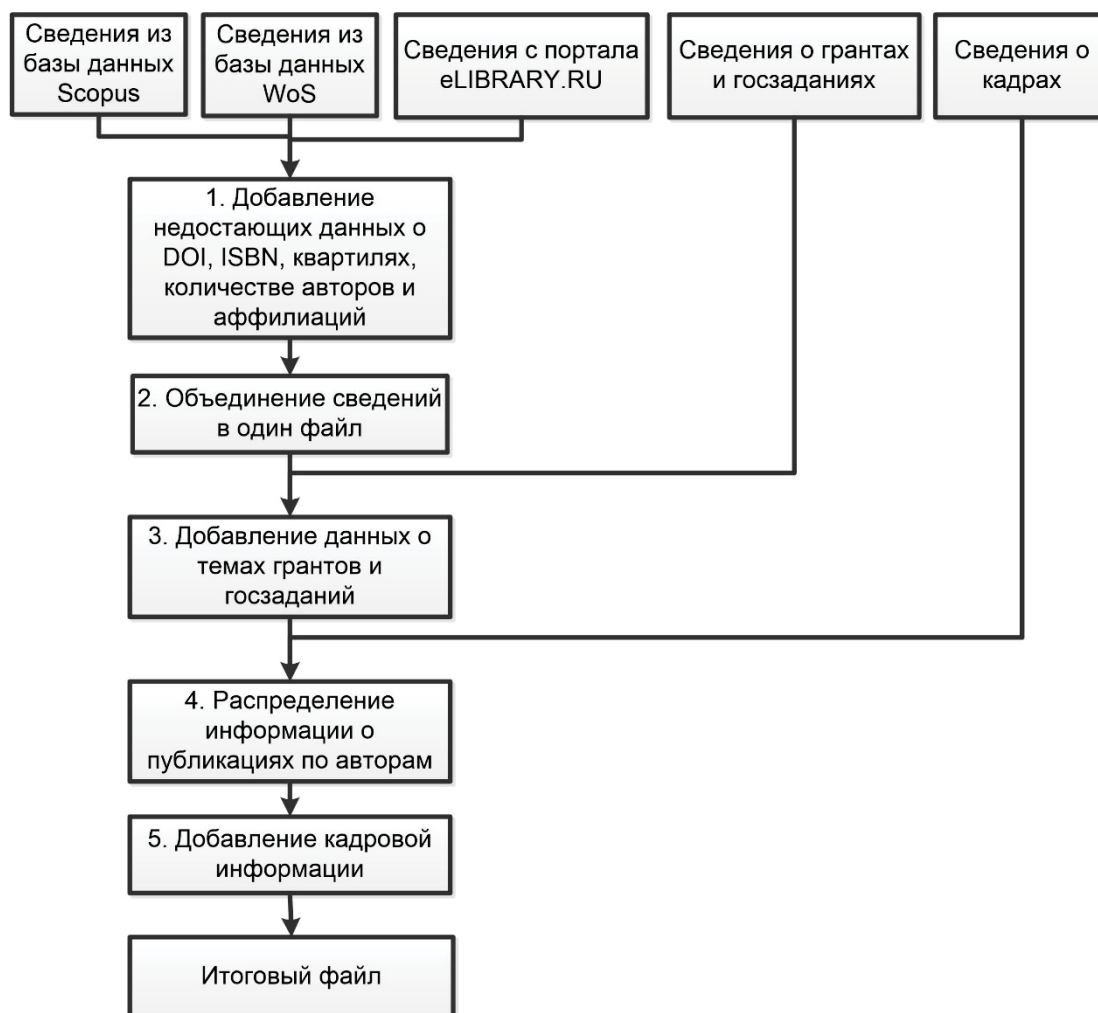 Сведения из
базы данных
Scopus
Сведения из
базы данных
WoS
Сведения с портала
eLIBRARY.RU
Сведения о грантах
и госзаданиях
Сведения о
кадрах
1. Добавление
недостающих данных о
DOI, ISBN, квартилях,
количестве авторов и
аффилиаций
2. Объединение сведений
в один файл
3. Добавление данных о
темах грантов и
госзаданий
4. Распределение
информации о
публикациях по авторам
5. Добавление кадровой
информации
Итоговый файл